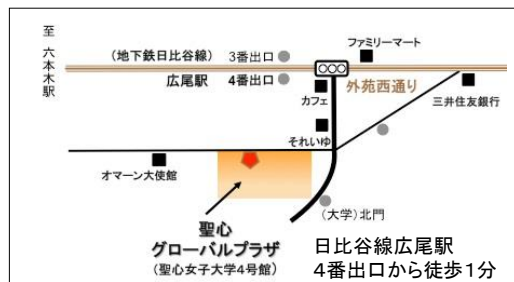 至
六本木駅
(地下鉄日比谷線) 3番出口
広尾駅 4番出口
ファミリーマート
外苑西通り
カフェ
三井住友銀行
それいゆ
オマーン大使館
聖心
グローバルプラザ
(聖心女子大学4号館)
(大学)北門
日比谷線広尾駅
4番出口から徒歩1分